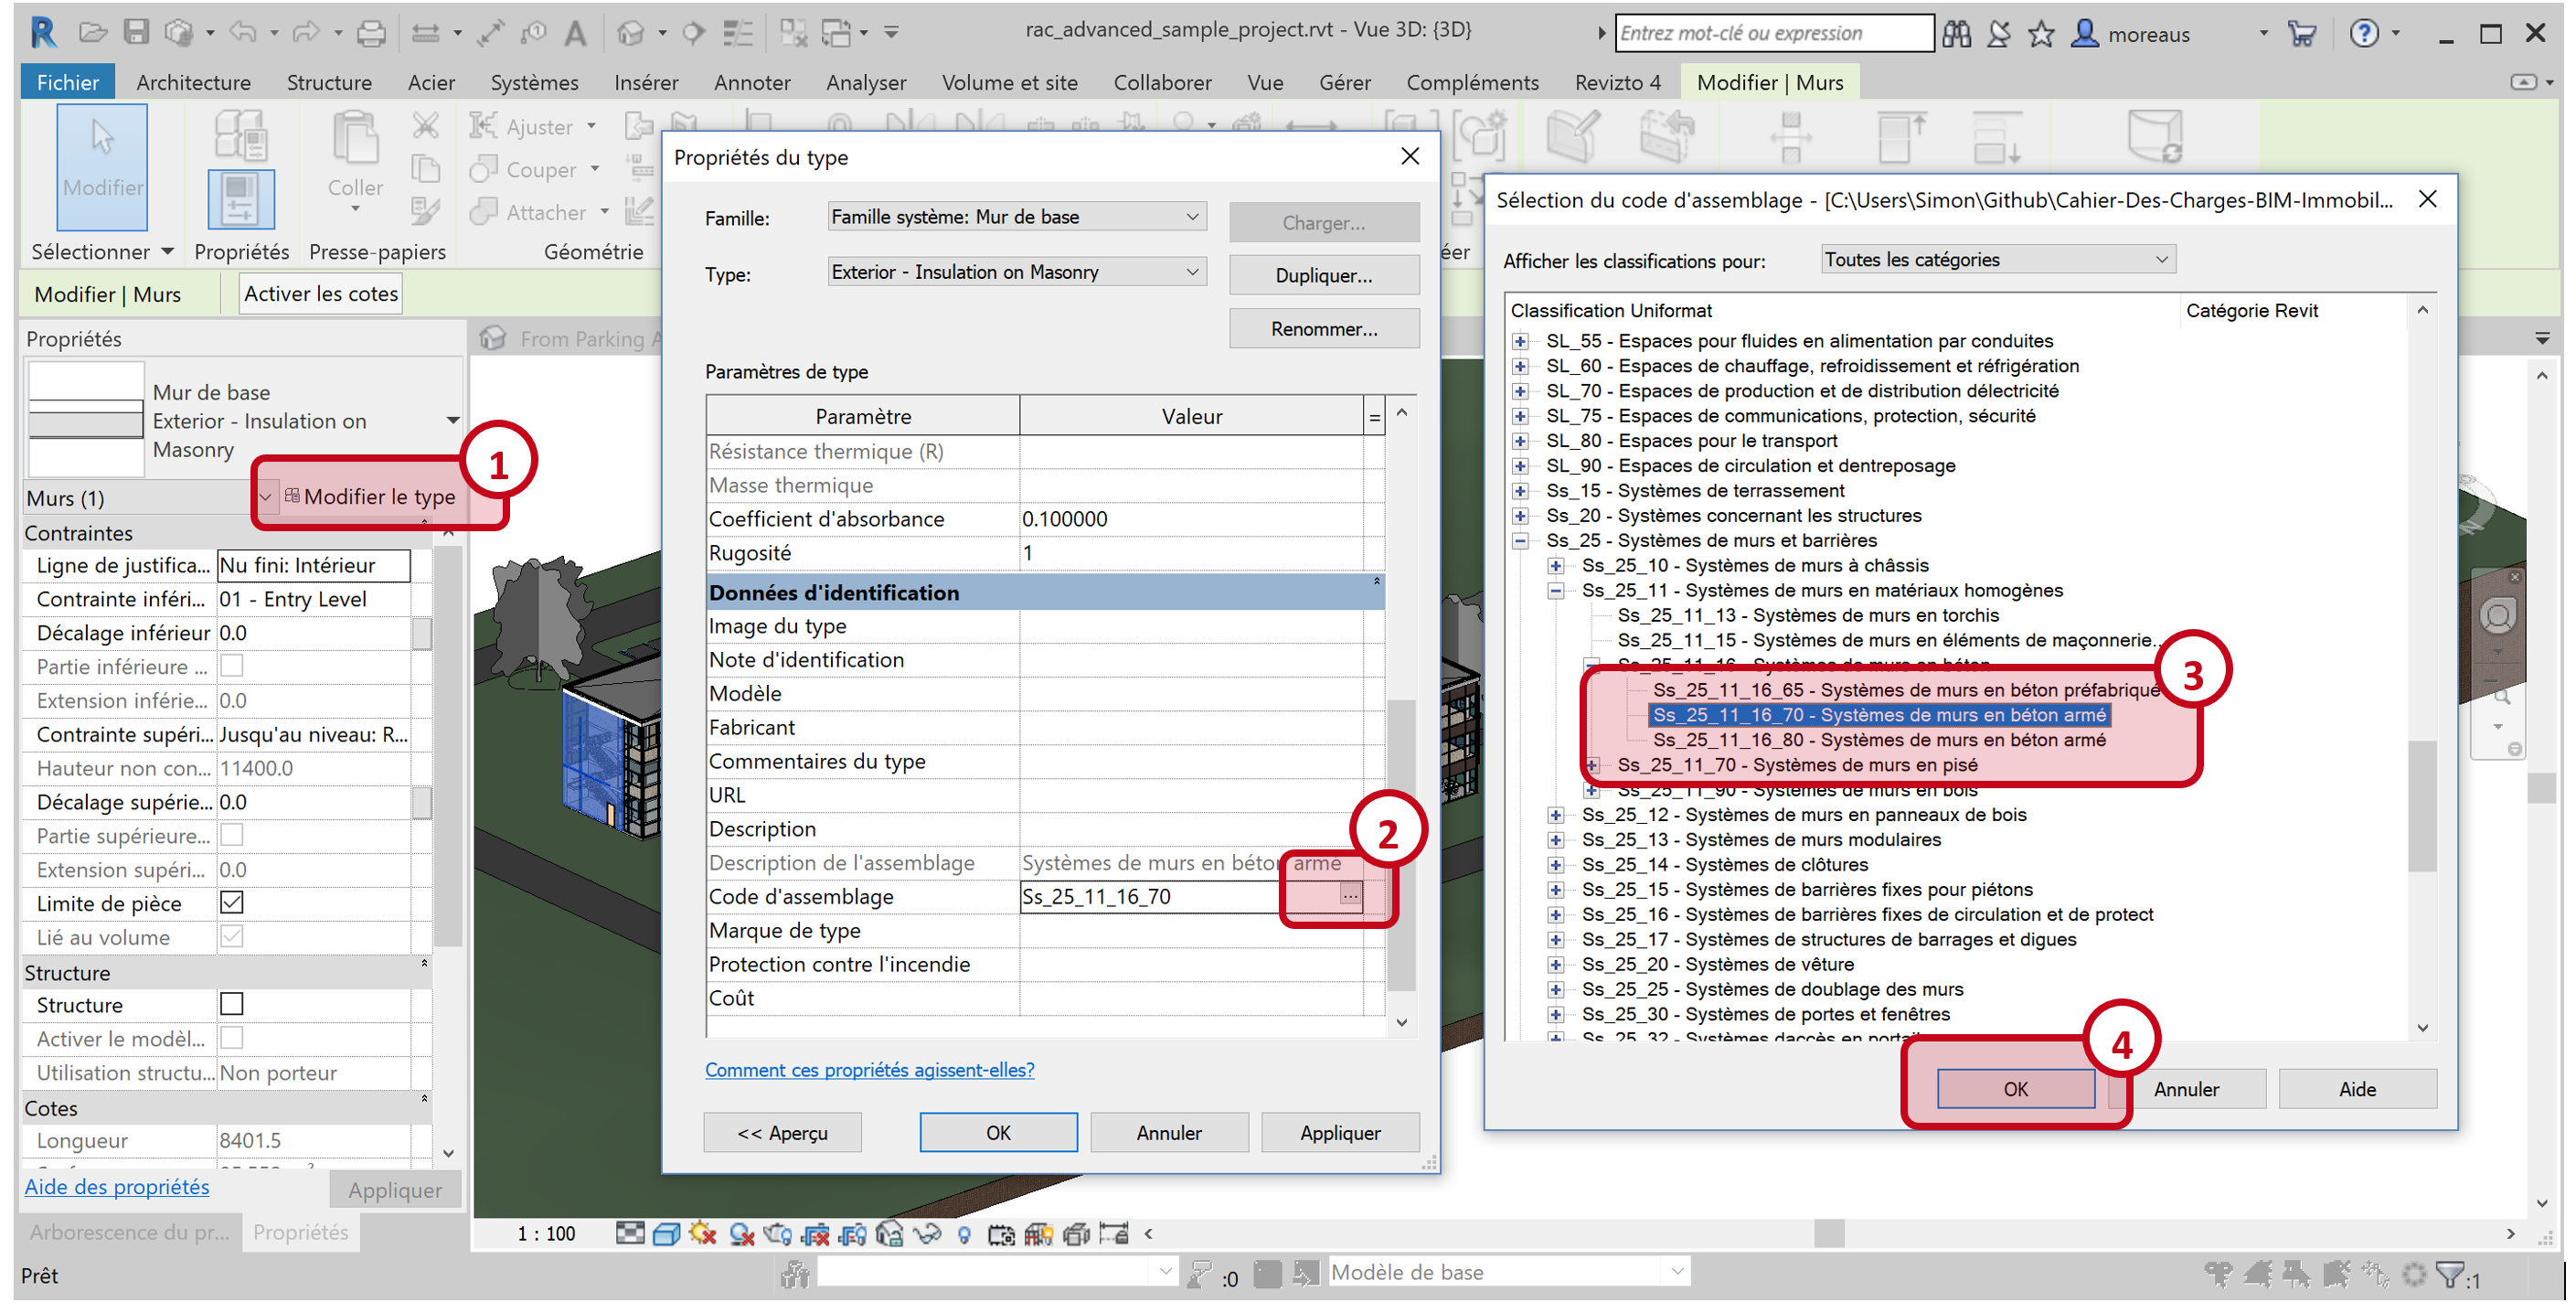 rac_advanced_sample_project.rvt - Vue 3D: {3D}
Entrez mot-clé ou expression
moreaus
Fichier Architecture Structure Acier Systèmes Insérer Annoter Analyser Volume et site Collaborer Vue Gérer Compléments Revizto 4 Modifier | Murs
Modifier
Coller
Ajuster
Couper
Attacher
Sélectionner Propriétés Presse-papiers Géométrie
éer
Modifier | Murs Activer les cotes
Propriétés
Mur de base
Exterior - Insulation on
Masonry
1
Murs (1) Modifier le type
Contraintes
Ligne de justifica... Nu fini: Intérieur
Contrainte inféri... 01 - Entry Level
Décalage inférieur 0.0
Partie inférieure ...
Extension inférie... 0.0
Contrainte supéri... Jusqu'au niveau: R...
Hauteur non con... 11400.0
Décalage supérie... 0.0
Partie supérieure...
Extension supéri... 0.0
Limite de pièce
Lié au volume
Structure
Structure
Activer le modèl...
Utilisation structu... Non porteur
Cotes
Longueur 8401.5
Aide des propriétés Appliquer
Arborescence du pr... Propriétés
From Parking A
Propriétés du type
Famille: Famille système: Mur de base Charger...
Type: Exterior - Insulation on Masonry Dupliquer...
Renommer...
Paramètres de type
Paramètre Valeur =
Résistance thermique (R)
Masse thermique
Coefficient d'absorbance 0.100000
Rugosité 1
Données d'identification
Image du type
Note d'identification
Modèle
Fabricant
Commentaires du type
URL
Description
2
Description de l'assemblage Systèmes de murs en béton armé
Code d'assemblage Ss_25_11_16_70 ...
Marque de type
Protection contre l'incendie
Coût
Comment ces propriétés agissent-elles?
<< Aperçu OK Annuler Appliquer
Sélection du code d'assemblage - [C:\Users\Simon\Github\Cahier-Des-Charges-BIM-Immobil...
Afficher les classifications pour: Toutes les catégories
Classification Uniformat Catégorie Revit
SL_55 - Espaces pour fluides en alimentation par conduites
SL_60 - Espaces de chauffage, refroidissement et réfrigération
SL_70 - Espaces de production et de distribution délectricité
SL_75 - Espaces de communications, protection, sécurité
SL_80 - Espaces pour le transport
SL_90 - Espaces de circulation et dentreposage
Ss_15 - Systèmes de terrassement
Ss_20 - Systèmes concernant les structures
Ss_25 - Systèmes de murs et barrières
Ss_25_10 - Systèmes de murs à châssis
Ss_25_11 - Systèmes de murs en matériaux homogènes
Ss_25_11_13 - Systèmes de murs en torchis
Ss_25_11_15 - Systèmes de murs en éléments de maçonnerie...
Ss_25_11_16 - Systèmes de murs en béton
3
Ss_25_11_16_65 - Systèmes de murs en béton préfabriqué
Ss_25_11_16_70 - Systèmes de murs en béton armé
Ss_25_11_16_80 - Systèmes de murs en béton armé
Ss_25_11_70 - Systèmes de murs en pisé
Ss_25_11_90 - Systèmes de murs en bois
Ss_25_12 - Systèmes de murs en panneaux de bois
Ss_25_13 - Systèmes de murs modulaires
Ss_25_14 - Systèmes de clôtures
Ss_25_15 - Systèmes de barrières fixes pour piétons
Ss_25_16 - Systèmes de barrières fixes de circulation et de protect
Ss_25_17 - Systèmes de structures de barrages et digues
Ss_25_20 - Systèmes de vêture
Ss_25_25 - Systèmes de doublage des murs
Ss_25_30 - Systèmes de portes et fenêtres
Ss_25_32 - Systèmes daccès en portail
4
OK Annuler Aide
1 : 100
Prêt :0 Modèle de base :1